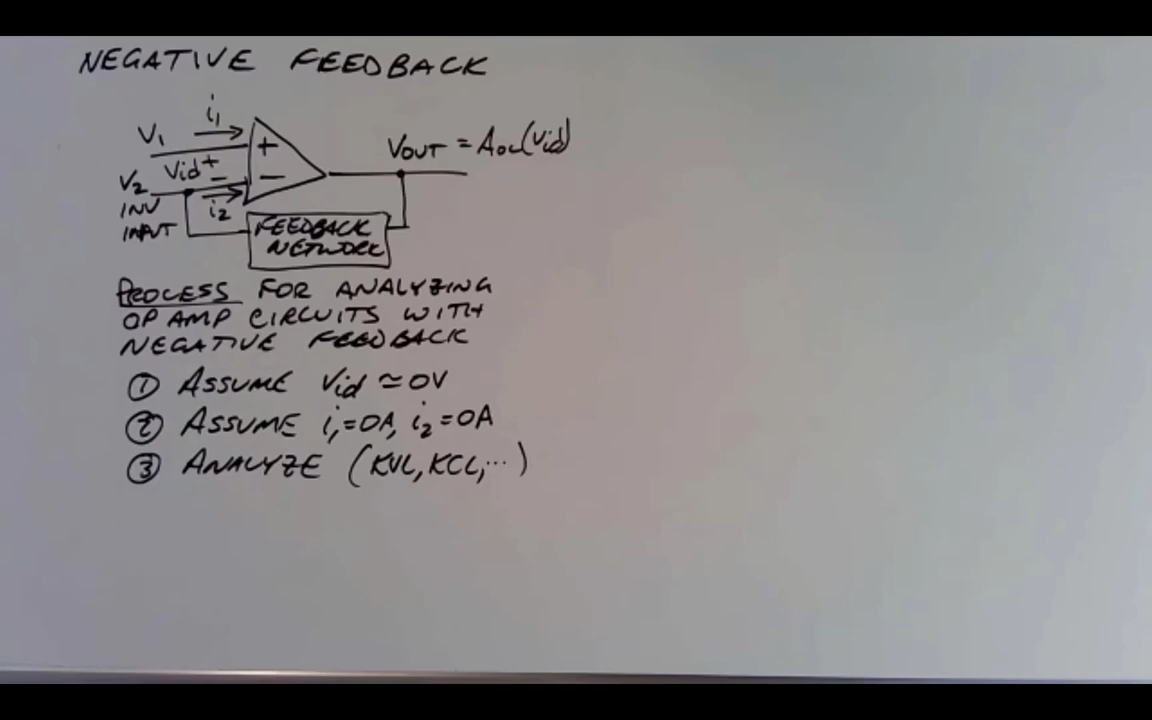 NEGATIVE FEEDBACK
i1
V1
+
VOUT = AOL(Vid)
Vid + -
V2
-
INV
i2
INPUT
FEEDBACK
NETWORK
PROCESS FOR ANALYZING
OP AMP CIRCUITS WITH
NEGATIVE FEEDBACK
① ASSUME Vid ≃ 0V
② ASSUME i1=0A, i2=0A
③ ANALYZE (KVL, KCL, ...)